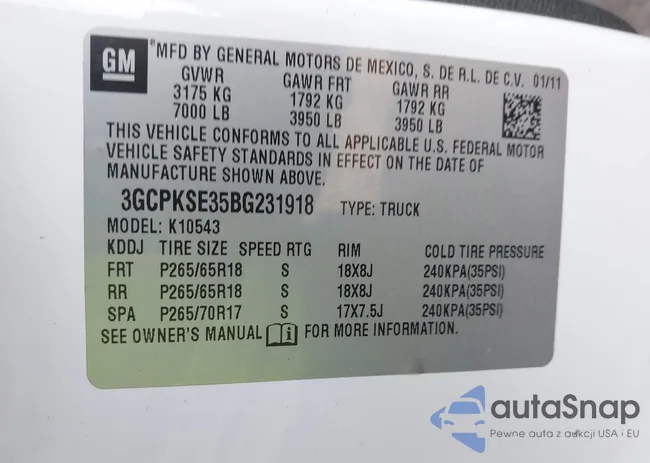 GM
*MFD BY GENERAL MOTORS DE MEXICO, S. DE R.L. DE C.V. 01/11
GVWR GAWR FRT GAWR RR
3175 KG 1792 KG 1792 KG
7000 LB 3950 LB 3950 LB
THIS VEHICLE CONFORMS TO ALL APPLICABLE U.S. FEDERAL MOTOR
VEHICLE SAFETY STANDARDS IN EFFECT ON THE DATE OF
MANUFACTURE SHOWN ABOVE.
3GCPKSE35BG231918 TYPE: TRUCK
MODEL: K10543
KDDJ TIRE SIZE SPEED RTG RIM COLD TIRE PRESSURE
FRT P265/65R18 S 18X8J 240KPA(35PSI)
RR P265/65R18 S 18X8J 240KPA(35PSI)
SPA P265/70R17 S 17X7.5J 240KPA(35PSI)
SEE OWNER'S MANUAL FOR MORE INFORMATION.
autaSnap
Pewne auta z aukcji USA i EU